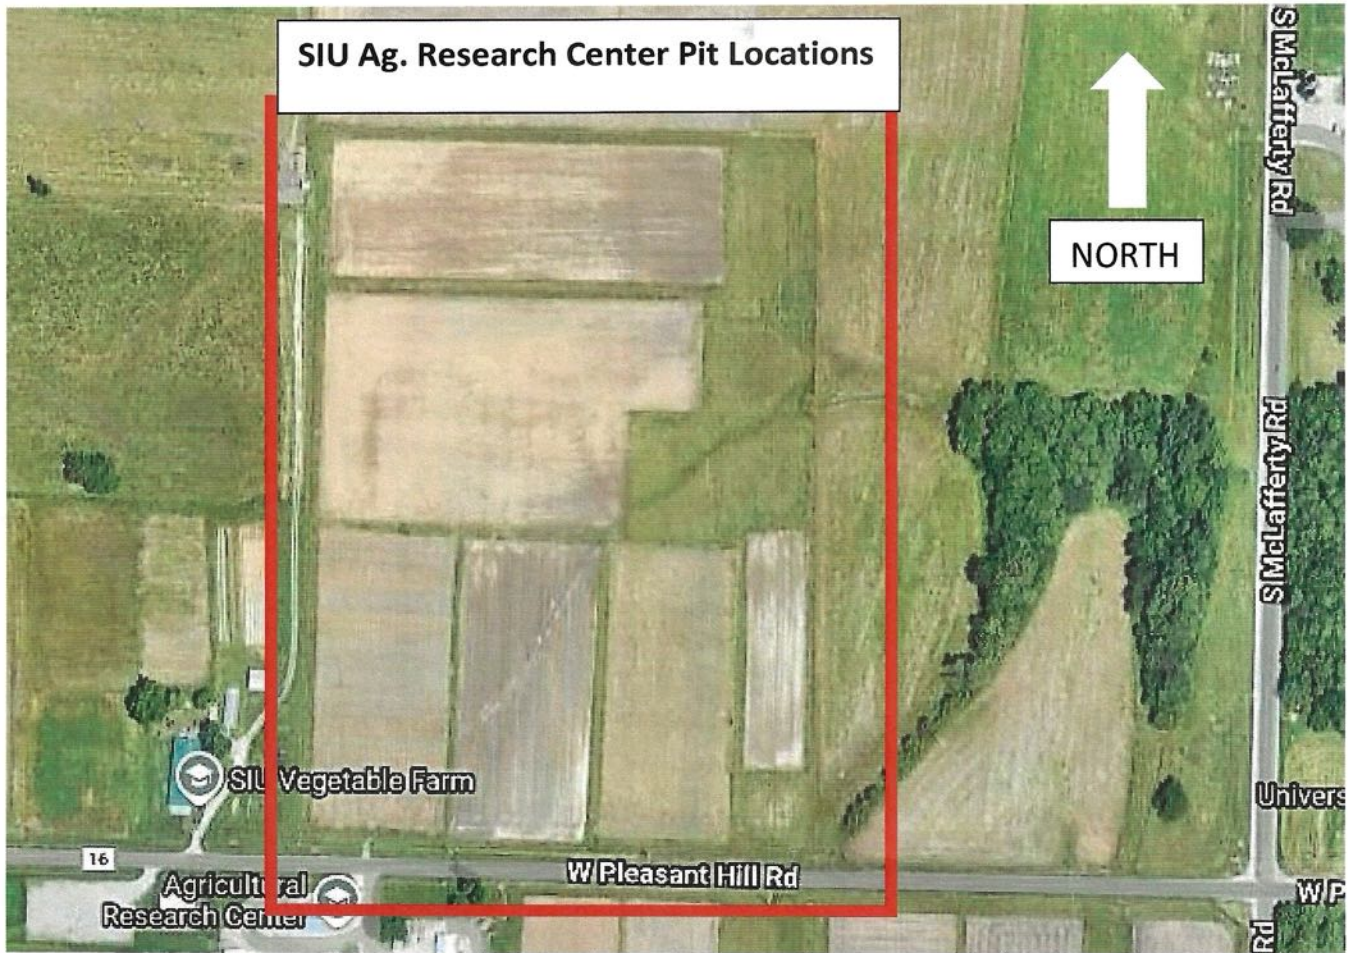 SIU Ag. Research Center Pit Locations
S McLafferty Rd
NORTH
S McLafferty Rd
SIU Vegetable Farm
Univers
16
W Pleasant Hill Rd
Agricultural
Research Center
W P
Rd